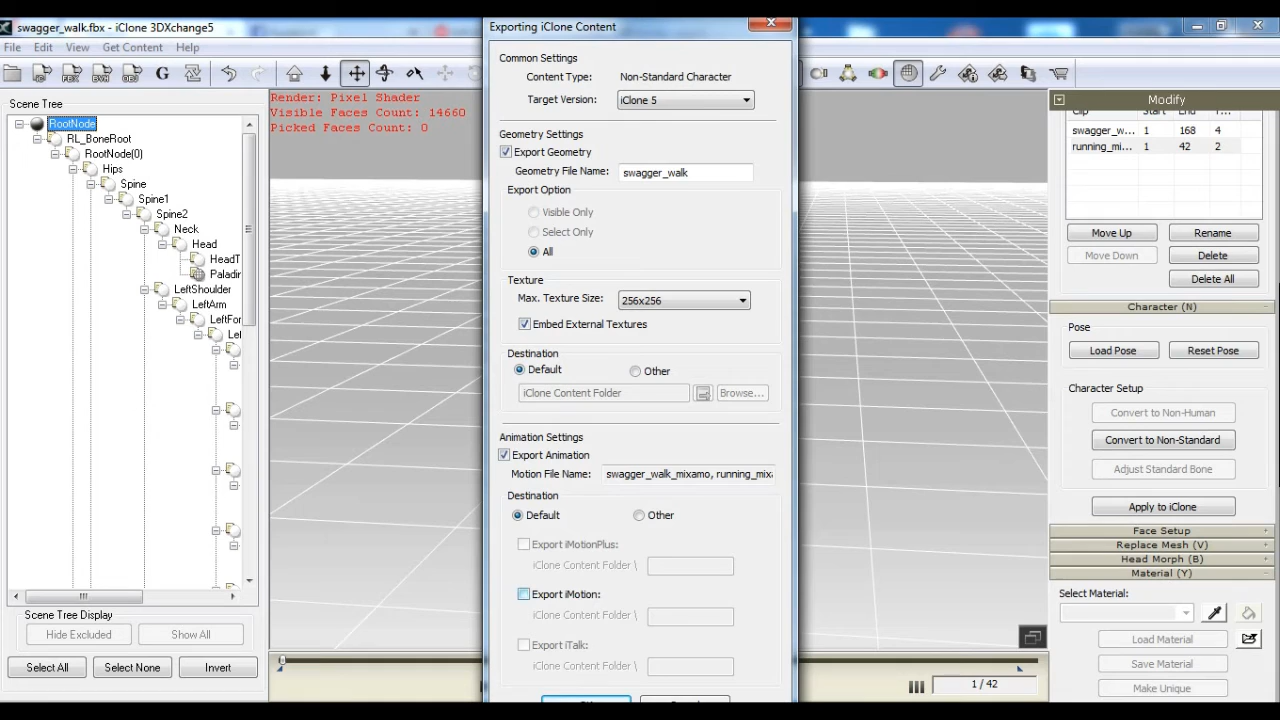 swagger_walk.fbx - iClone 3DXchange5
File Edit View Get Content Help
G
Scene Tree
RootNode
RL_BoneRoot
RootNode(0)
Hips
Spine
Spine1
Spine2
Neck
Head
HeadT
Paladir
LeftShoulder
LeftArm
LeftFor
Lef
Scene Tree Display
Hide Excluded Show All
Select All Select None Invert
Render: Pixel Shader
Visible Faces Count: 14660
Picked Faces Count: 0
Exporting iClone Content
Common Settings
Content Type: Non-Standard Character
Target Version: iClone 5
Geometry Settings
Export Geometry
Geometry File Name: swagger_walk
Export Option
Visible Only
Select Only
All
Texture
Max. Texture Size: 256x256
Embed External Textures
Destination
Default Other
iClone Content Folder Browse...
Animation Settings
Export Animation
Motion File Name: swagger_walk_mixamo, running_mixa
Destination
Default Other
Export iMotionPlus:
iClone Content Folder \
Export iMotion:
iClone Content Folder \
Export iTalk:
iClone Content Folder \
1 / 42
Modify
Clip Start End
swagger_w... 1 168 4
running_mi... 1 42 2
Move Up Rename
Move Down Delete
Delete All
Character (N)
Pose
Load Pose Reset Pose
Character Setup
Convert to Non-Human
Convert to Non-Standard
Adjust Standard Bone
Apply to iClone
Face Setup
Replace Mesh (V)
Head Morph (B)
Material (Y)
Select Material:
Load Material
Save Material
Make Unique